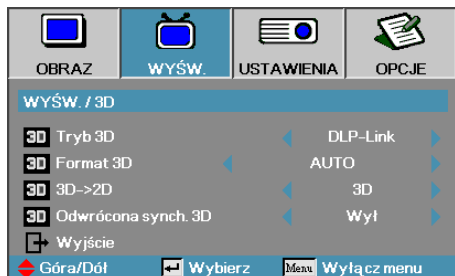 OBRAZ WYŚW. USTAWIENIA OPCJE
WYŚW. / 3D
3D Tryb 3D DLP-Link
3D Format 3D AUTO
3D 3D->2D 3D
3D Odwrócona synch. 3D Wył
Wyjście
Góra/Dół Wybierz Menu Wyłącz menu